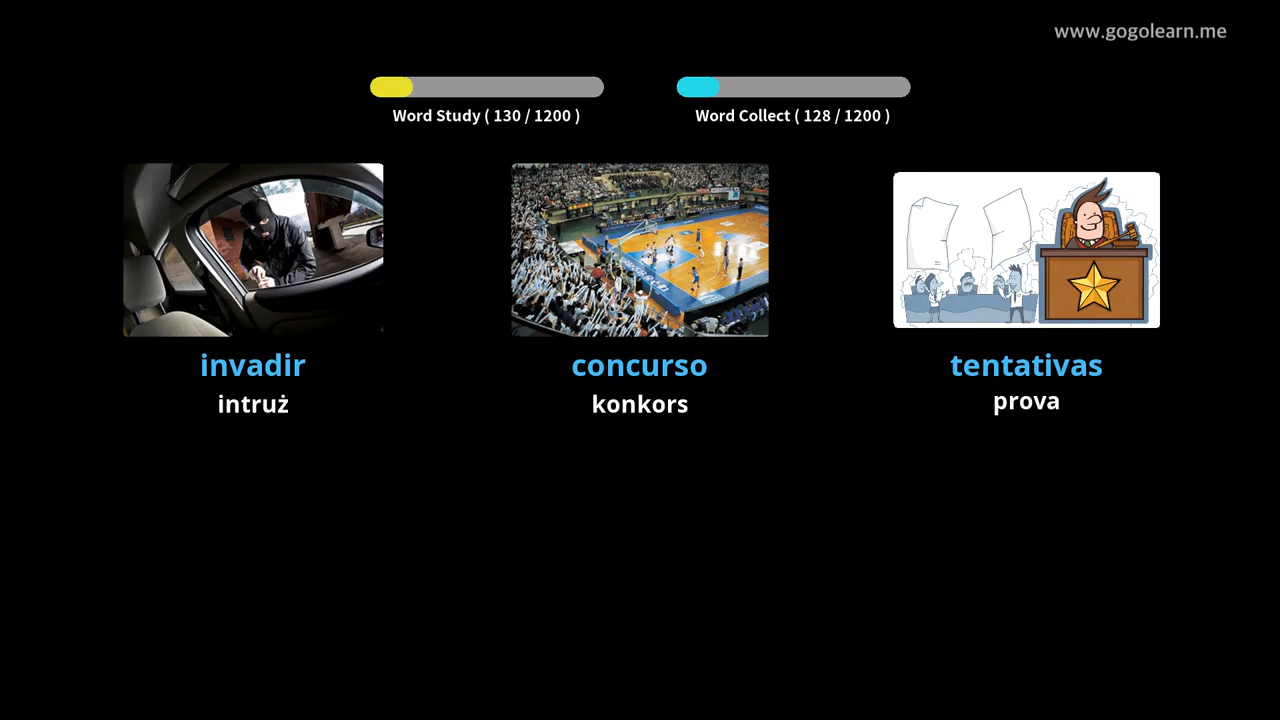 www.gogolearn.me
Word Study ( 130 / 1200 )
Word Collect ( 128 / 1200 )
invadir
intruż
concurso
konkors
tentativas
prova